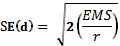 SE(d) = √2(EMS/r)